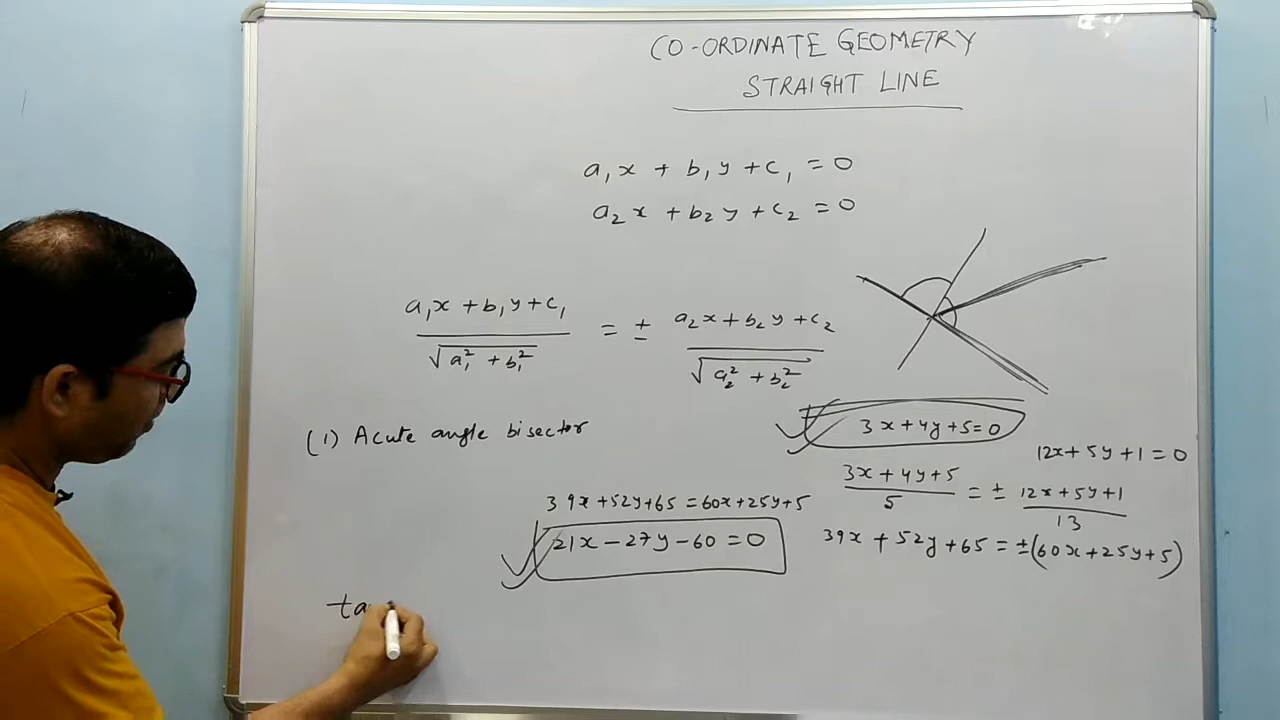 CO-ORDINATE GEOMETRY
STRAIGHT LINE
a₁x + b₁y + c₁ = 0
a₂x + b₂y + c₂ = 0
(a₁x + b₁y + c₁)/√(a₁² + b₁²) = ± (a₂x + b₂y + c₂)/√(a₂² + b₂²)
(1) Acute angle bisector
3x+4y+5=0
12x+5y+1=0
(3x+4y+5)/5 = ± (12x+5y+1)/13
39x+52y+65=60x+25y+5
39x+52y+65=±(60x+25y+5)
21x-27y-60=0
ta